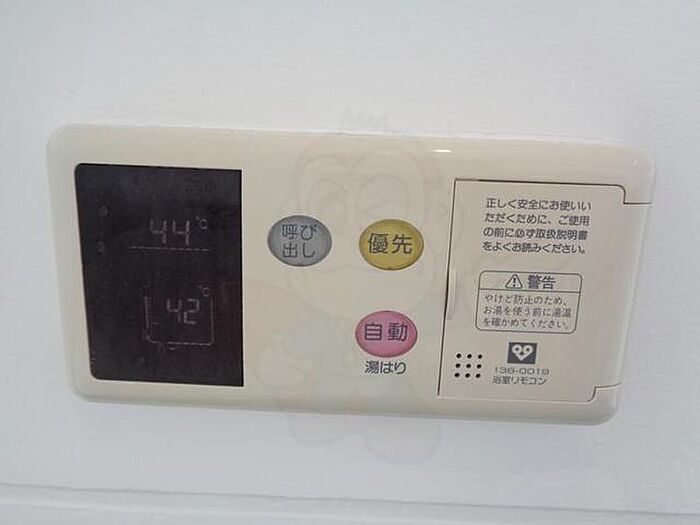 44℃
42℃
呼び
出し
優先
自動
湯はり
正しく安全にお使いい
ただくために、ご使用
の前に必ず取扱説明書
をよくお読みください。
警告
やけど防止のため、
お湯を使う前に湯温
を確かめてください。
138-0019
浴室リモコン